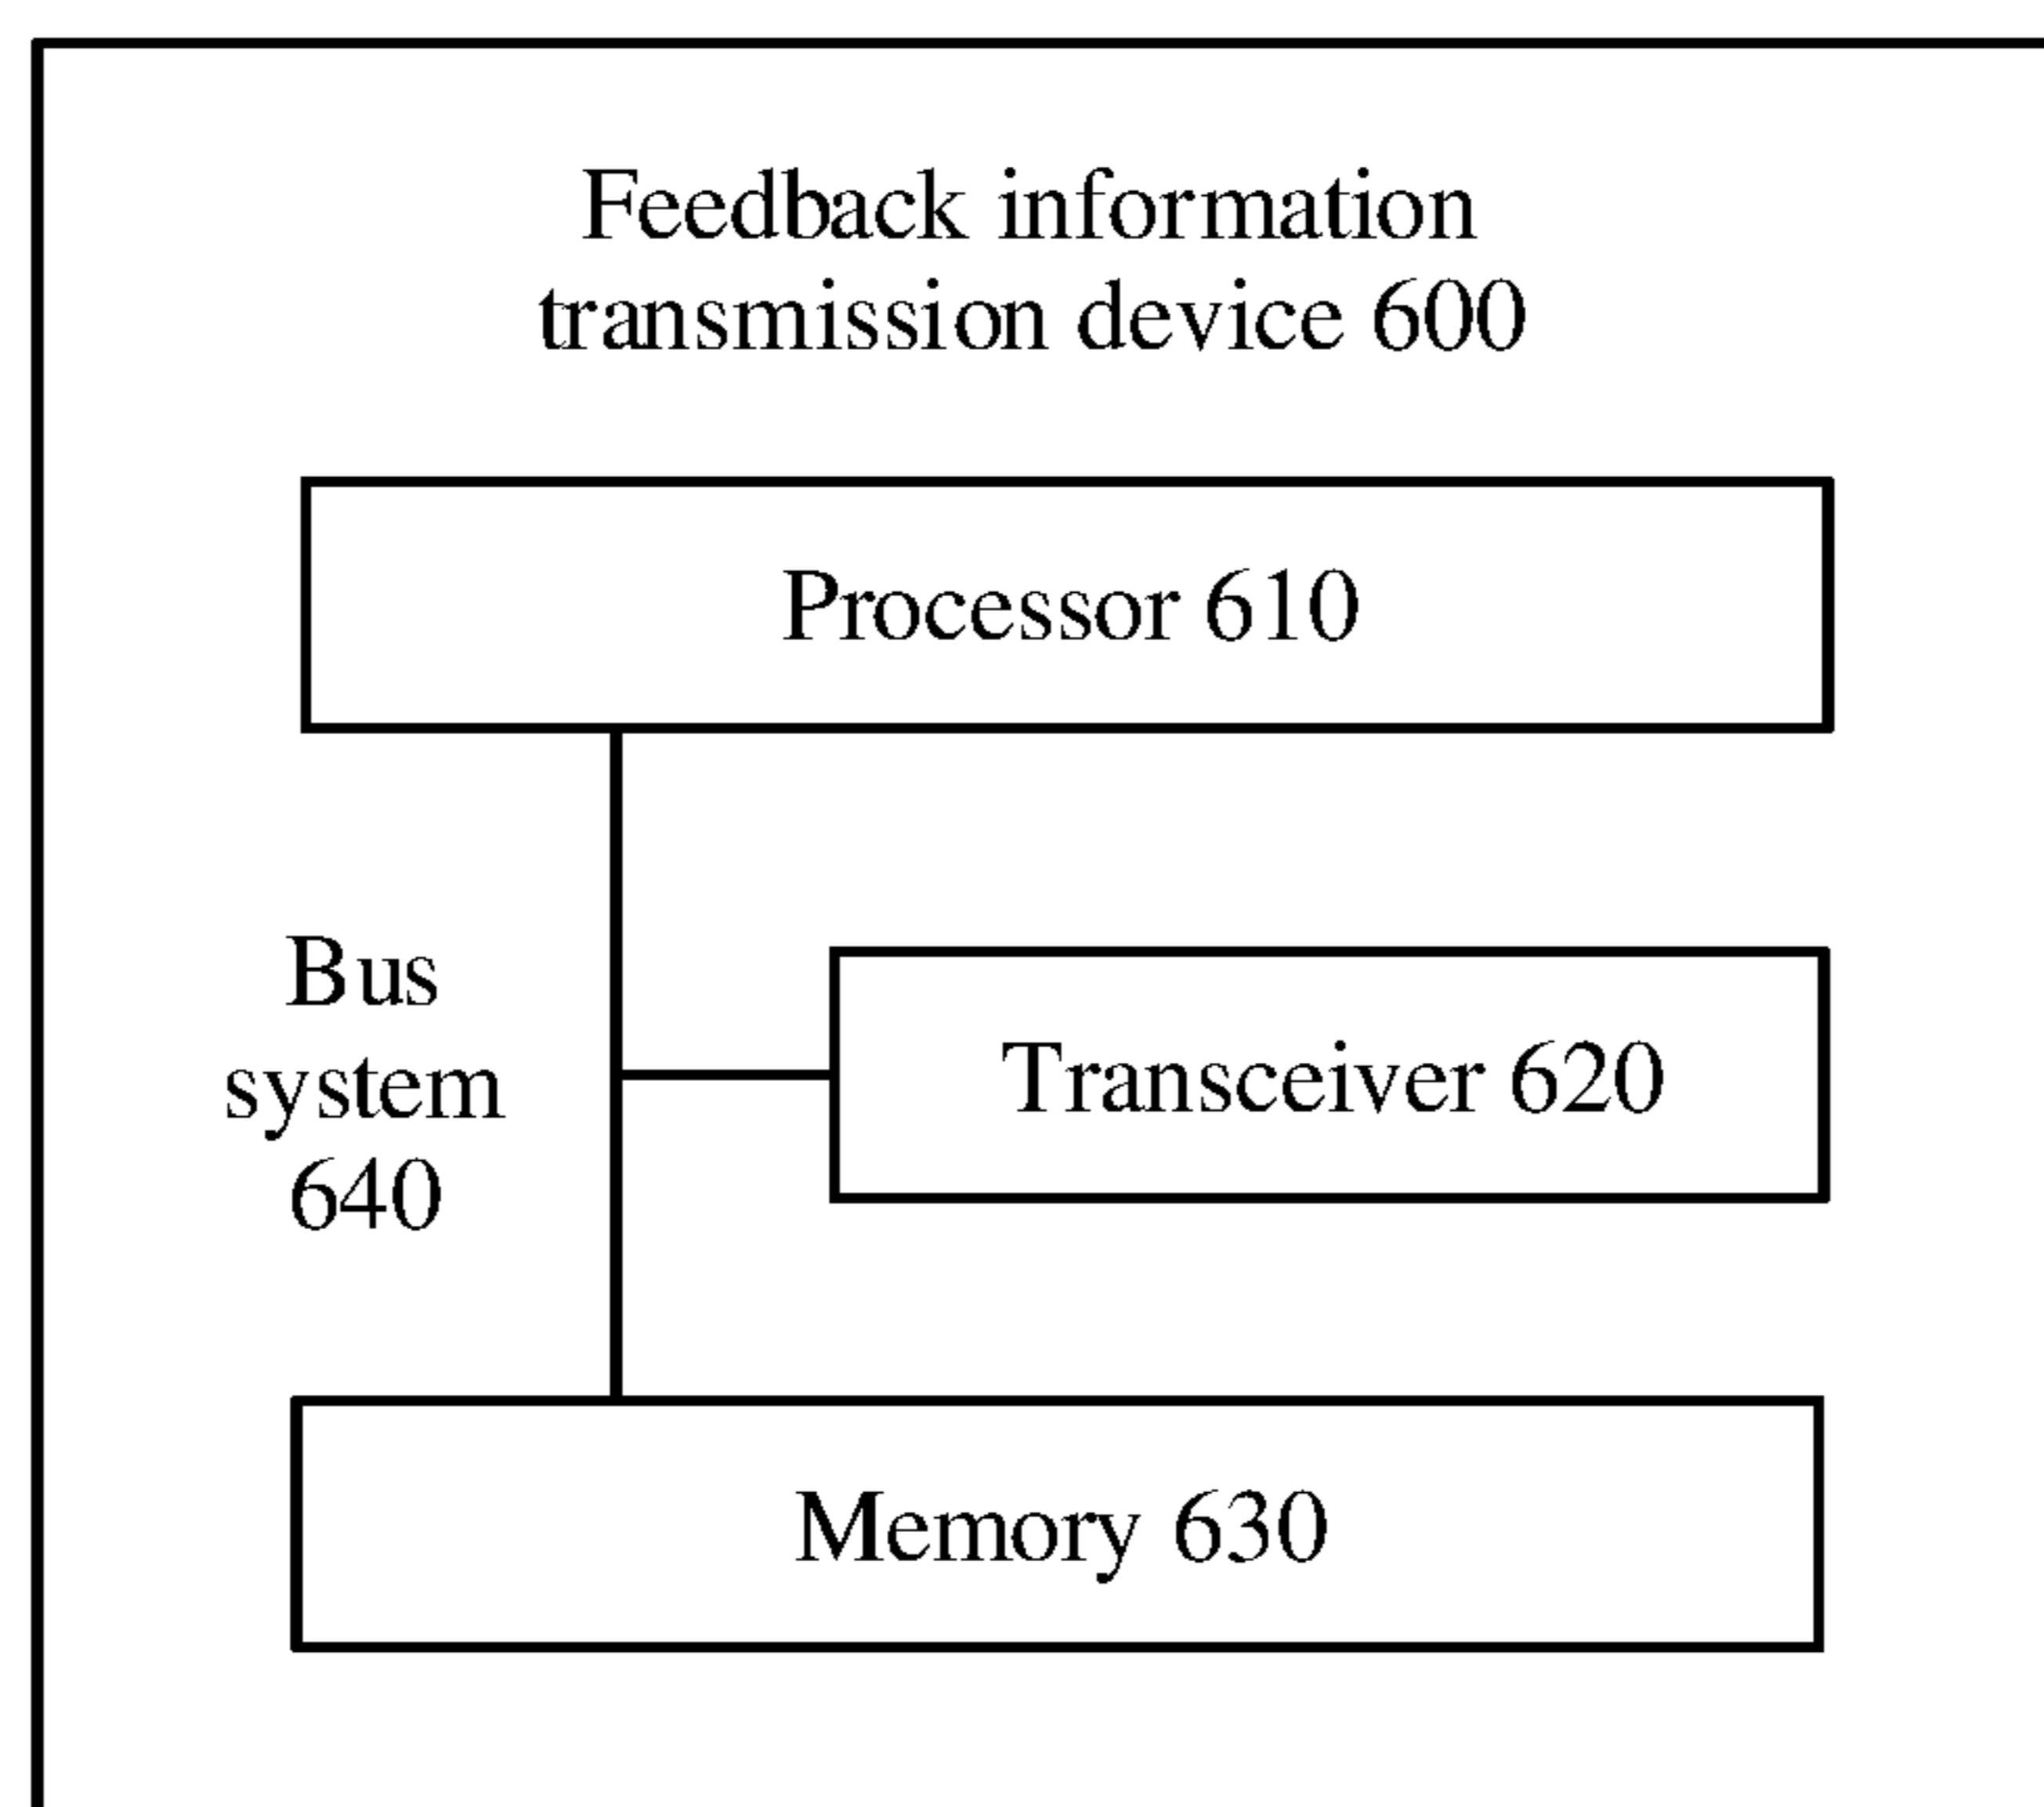 Feedback information
transmission device 600
Processor 610
Bus
system
640
Transceiver 620
Memory 630